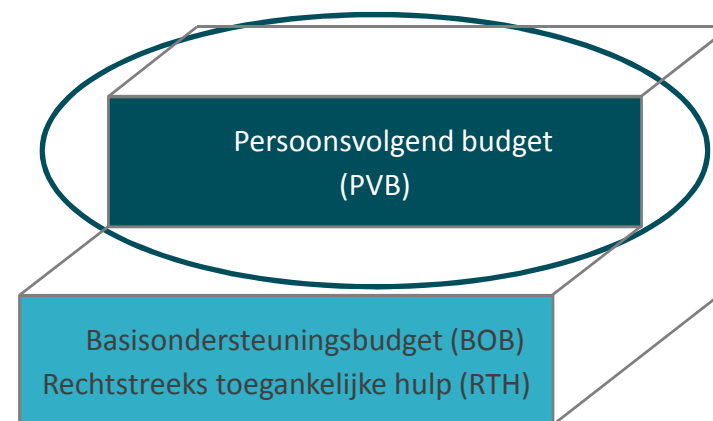 Persoonsvolgend budget
(PVB)
Basisondersteuningsbudget (BOB)
Rechtstreeks toegankelijke hulp (RTH)